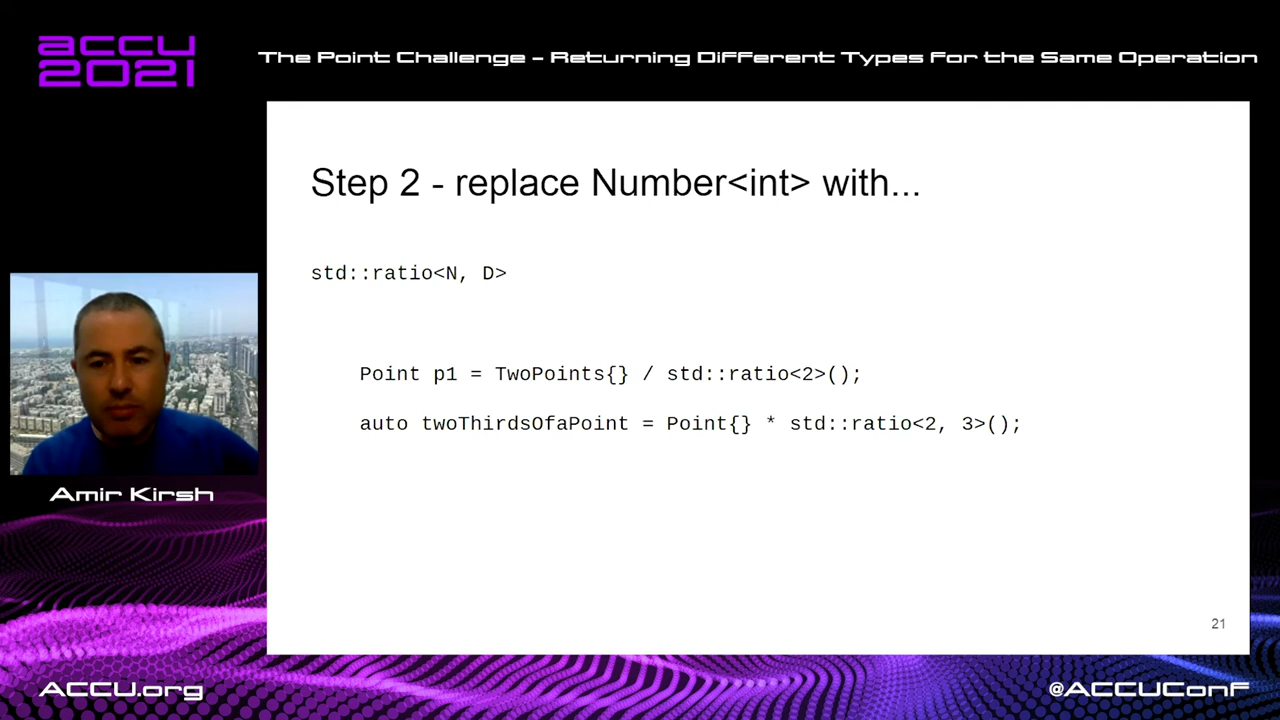 accu
2021
The Point Challenge – Returning Different Types for the Same Operation
Step 2 - replace Number<int> with...
std::ratio<N, D>
Point p1 = TwoPoints{} / std::ratio<2>();
auto twoThirdsOfaPoint = Point{} * std::ratio<2, 3>();
Amir Kirsh
21
ACCU.org
@ACCUConf